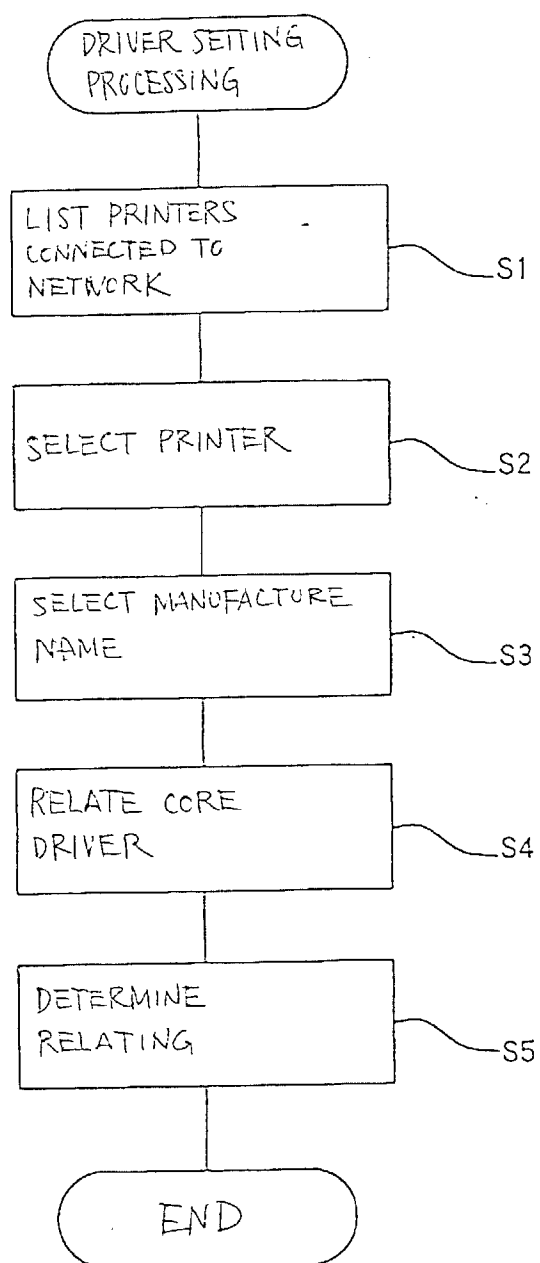 DRIVER SETTING
PROCESSING
LIST PRINTERS
CONNECTED TO
NETWORK
S1
SELECT PRINTER
S2
SELECT MANUFACTURE
NAME
S3
RELATE CORE
DRIVER
S4
DETERMINE
RELATING
S5
END